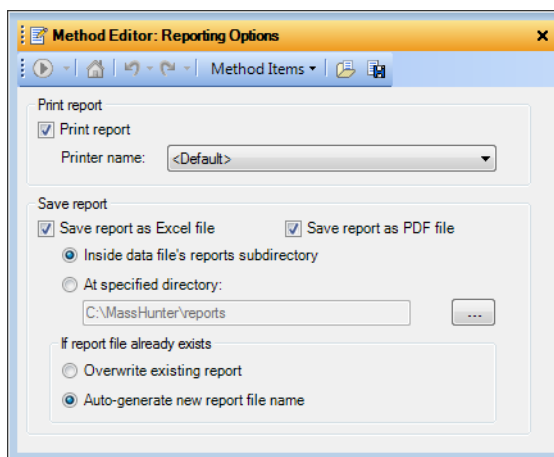 Method Editor: Reporting Options
Method Items
Print report
Print report
Printer name: <Default>
Save report
Save report as Excel file Save report as PDF file
Inside data file's reports subdirectory
At specified directory:
C:\MassHunter\reports ...
If report file already exists
Overwrite existing report
Auto-generate new report file name